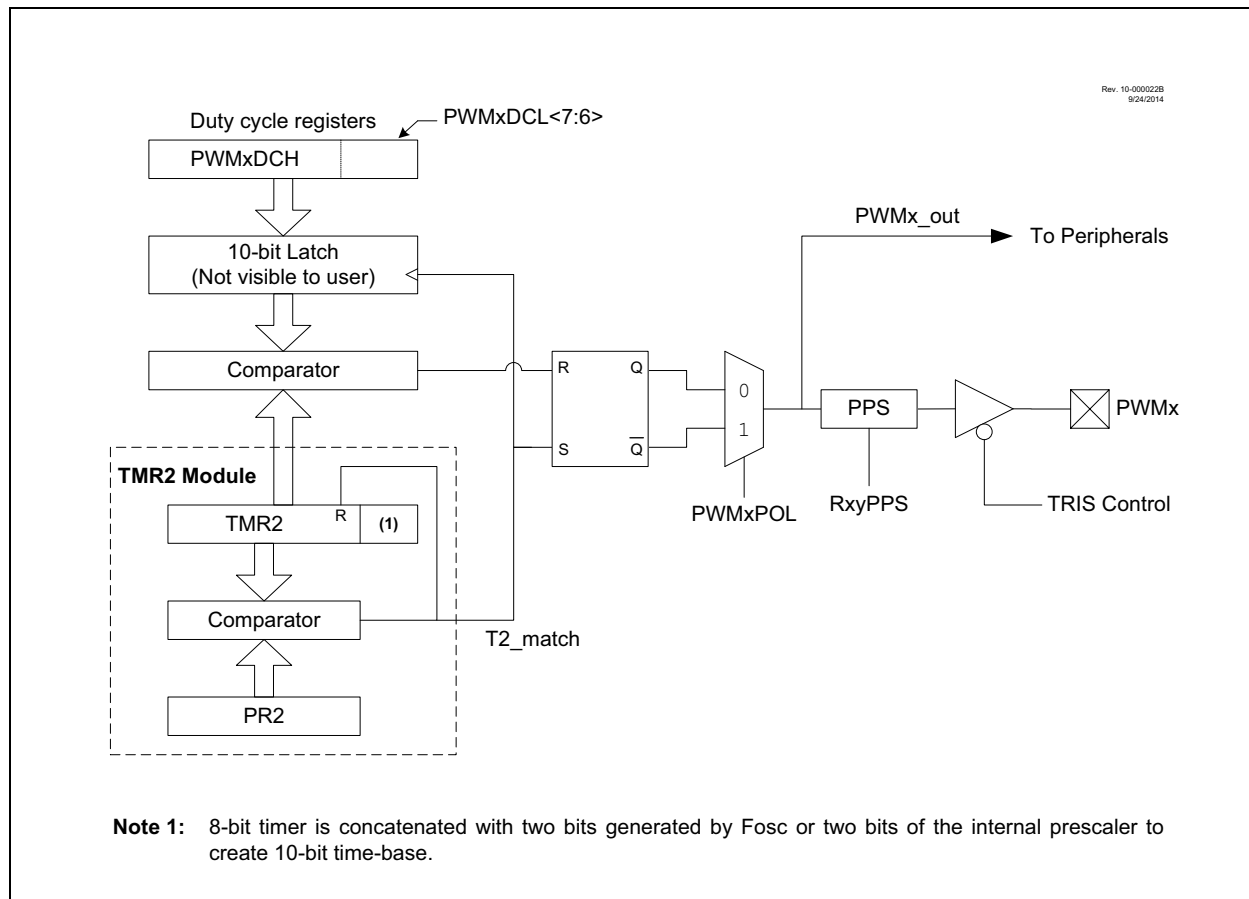 Rev. 10-000022B
9/24/2014
Duty cycle registers
PWMxDCL<7:6>
PWMxDCH
10-bit Latch
(Not visible to user)
Comparator
PWMx_out
To Peripherals
R
Q
S
Q̅
0
1
PPS
PWMx
PWMxPOL
RxyPPS
TRIS Control
TMR2 Module
R
TMR2
(1)
Comparator
T2_match
PR2
Note 1: 8-bit timer is concatenated with two bits generated by Fosc or two bits of the internal prescaler to
create 10-bit time-base.